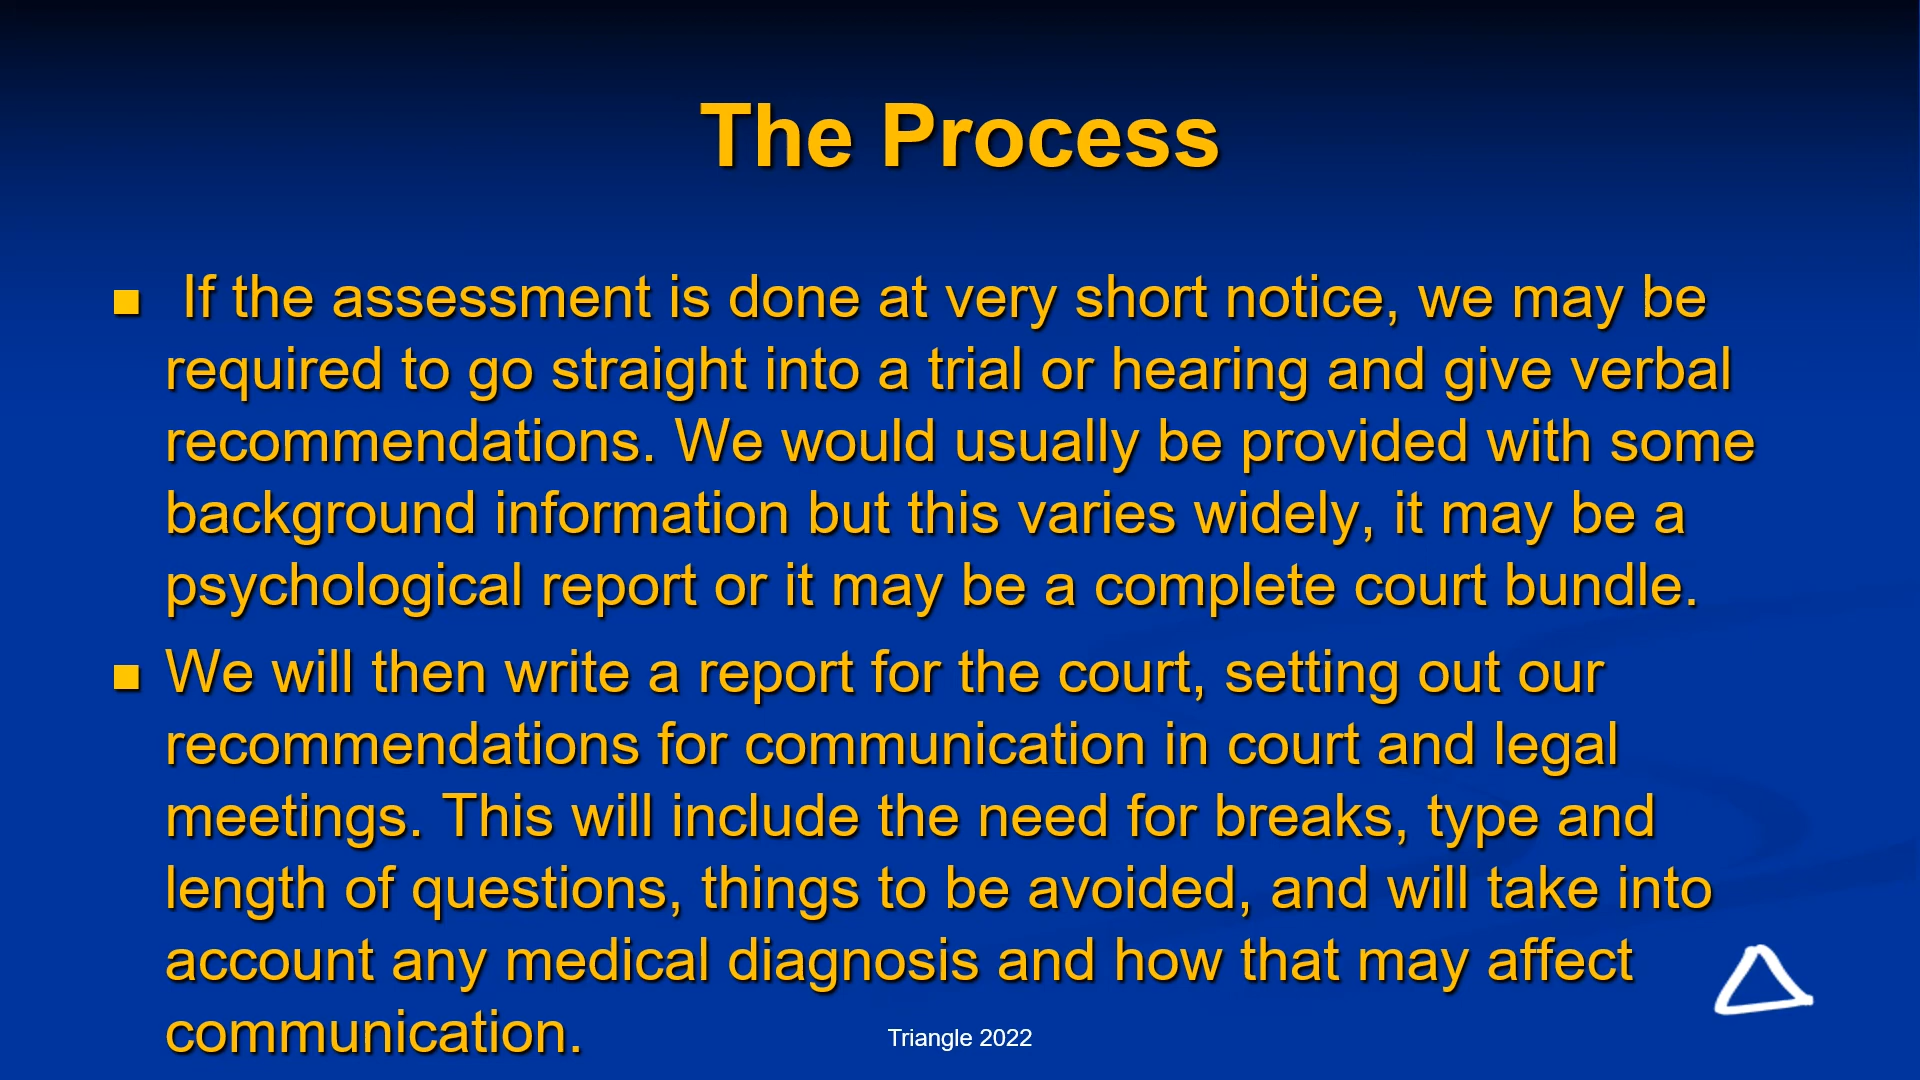 The Process
If the assessment is done at very short notice, we may be
required to go straight into a trial or hearing and give verbal
recommendations. We would usually be provided with some
background information but this varies widely, it may be a
psychological report or it may be a complete court bundle.
We will then write a report for the court, setting out our
recommendations for communication in court and legal
meetings. This will include the need for breaks, type and
length of questions, things to be avoided, and will take into
account any medical diagnosis and how that may affect
communication.
Triangle 2022